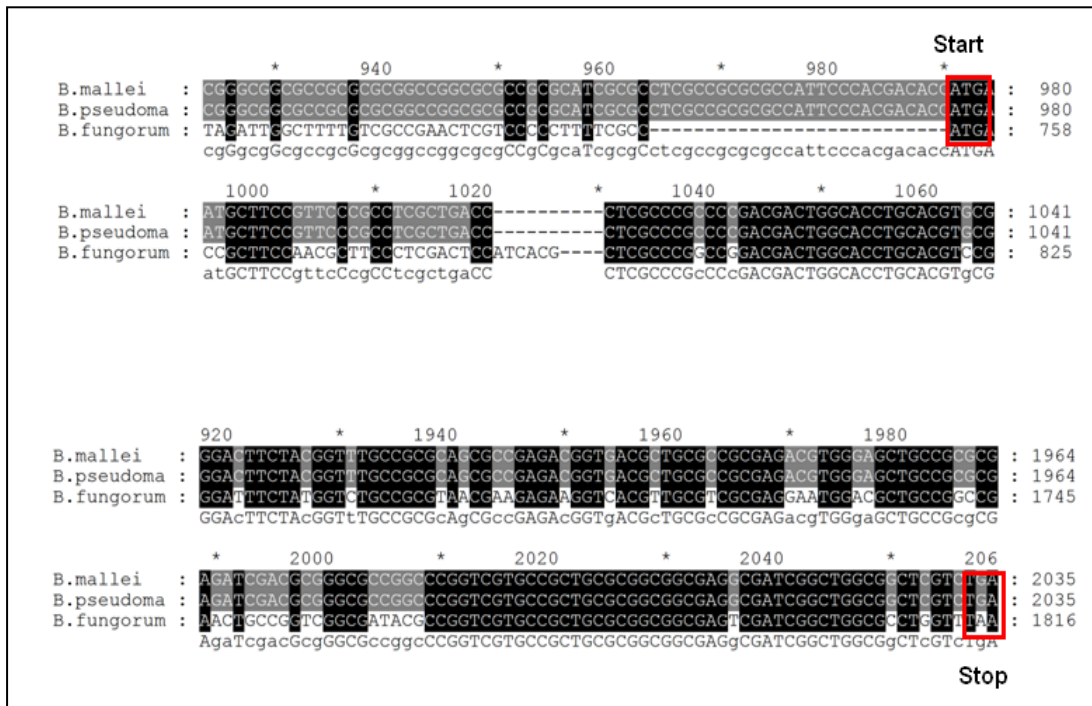 Start
* 940 * 960 * 980 *
B.mallei : CGGGCGGCGCCGCGCGCGGCCGGCGCGCCGCGCATCGCGCCTCGCCGCGCGCCATTCCCACGACACCATGA : 980
B.pseudoma : CGGGCGGCGCCGCGCGCGGCCGGCGCGCCGCGCATCGCGCCTCGCCGCGCGCCATTCCCACGACACCATGA : 980
B.fungorum : TAGATTGGCTTTTGTCGCCGAACTCGTCCCCCTTTTCGCC---------------------------ATGA : 758
cgGgcgGcgccgcGcgcggccggcgcgCCgCgcaTcgcgCctcgccgcgcgccattcccacgacaccATGA
1000 * 1020 * 1040 * 1060
B.mallei : ATGCTTCCGTTCCCGCCTCGCTGACC----------CTCGCCCGCCCCGACGACTGGCACCTGCACGTGCG : 1041
B.pseudoma : ATGCTTCCGTTCCCGCCTCGCTGACC----------CTCGCCCGCCCCGACGACTGGCACCTGCACGTGCG : 1041
B.fungorum : CCGCTTCCAACGCTTCCCTCGACTCCATCACG----CTCGCCCGGCCGGACGACTGGCACCTGCACGTCCG : 825
atGCTTCCgttcCcgCCtcgctgaCC          CTCGCCCGcCCcGACGACTGGCACCTGCACGTgCG
920 * 1940 * 1960 * 1980
B.mallei : GGACTTCTACGGTTTGCCGCGCAGCGCCGAGACGGTGACGCTGCGCCGCGAGACGTGGGAGCTGCCGCGCG : 1964
B.pseudoma : GGACTTCTACGGTTTGCCGCGCAGCGCCGAGACGGTGACGCTGCGCCGCGAGACGTGGGAGCTGCCGCGCG : 1964
B.fungorum : GGATTTCTATGGTCTGCCGCGTAACGAAGAGAAGGTCACGTTGCGTCGCGAGGAATGGACGCTGCCGGCCG : 1745
GGAcTTCTAcGGTtTGCCGCGcAgCGccGAGAcGGTgACGcTGCGcCGCGAGacgTGGgaGCTGCCGcgCG
* 2000 * 2020 * 2040 * 206
B.mallei : AGATCGACGCGGGCGCCGGCCCGGTCGTGCCGCTGCGCGGCGGCGAGGCGATCGGCTGGCGGCTCGTCTGA : 2035
B.pseudoma : AGATCGACGCGGGCGCCGGCCCGGTCGTGCCGCTGCGCGGCGGCGAGGCGATCGGCTGGCGGCTCGTCTGA : 2035
B.fungorum : AACTGCCGGTCGGCGATACGCCGGTCGTGCCGCTGCGCGGCGGCGAGTCGATCGGCTGGCGCCTGGTTTAA : 1816
AgaTcgacGcgGGCGccggcCCGGTCGTGCCGCTGCGCGGCGGCGAGgCGATCGGCTGGCGgCTcGTcTgA
Stop